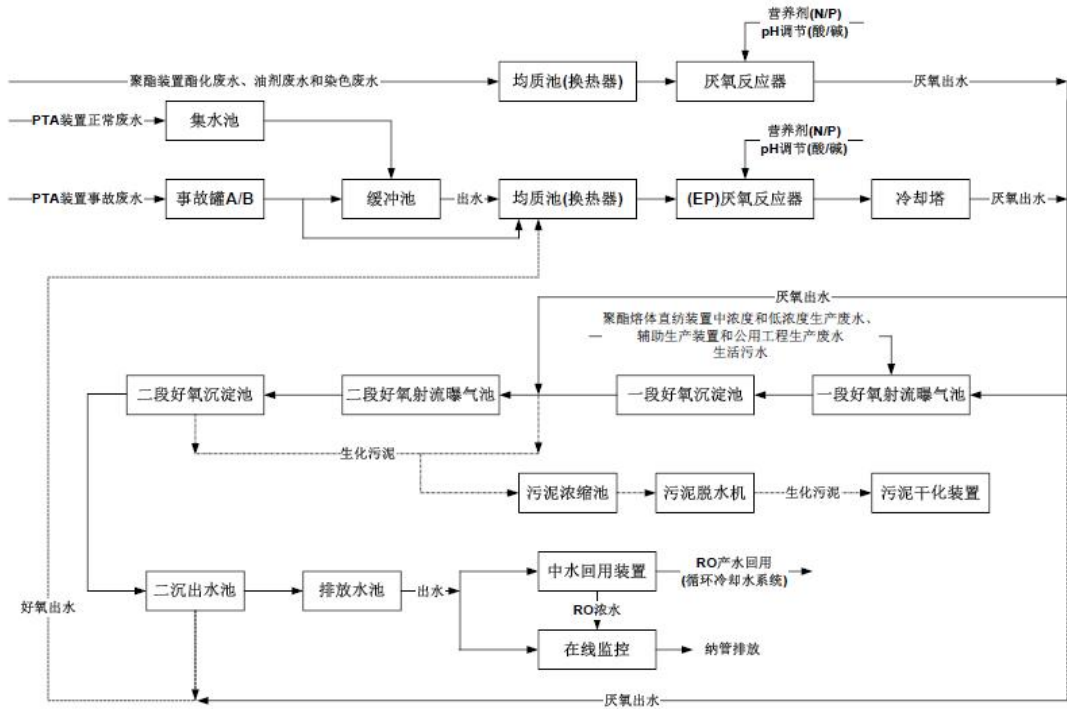 营养剂(N/P)
pH调节(酸/碱)
聚酯装置酯化废水、油剂废水和染色废水
均质池(换热器)
厌氧反应器
厌氧出水
PTA装置正常废水
集水池
营养剂(N/P)
pH调节(酸/碱)
PTA装置事故废水
事故罐A/B
缓冲池
出水
均质池(换热器)
(EP)厌氧反应器
冷却塔
厌氧出水
厌氧出水
聚酯熔体直纺装置中浓度和低浓度生产废水、
辅助生产装置和公用工程生产废水
生活污水
二段好氧沉淀池
二段好氧射流曝气池
一段好氧沉淀池
一段好氧射流曝气池
生化污泥
污泥浓缩池
污泥脱水机
生化污泥
污泥干化装置
中水回用装置
RO产水回用
(循环冷却水系统)
二沉出水池
排放水池
出水
好氧出水
RO浓水
在线监控
纳管排放
厌氧出水